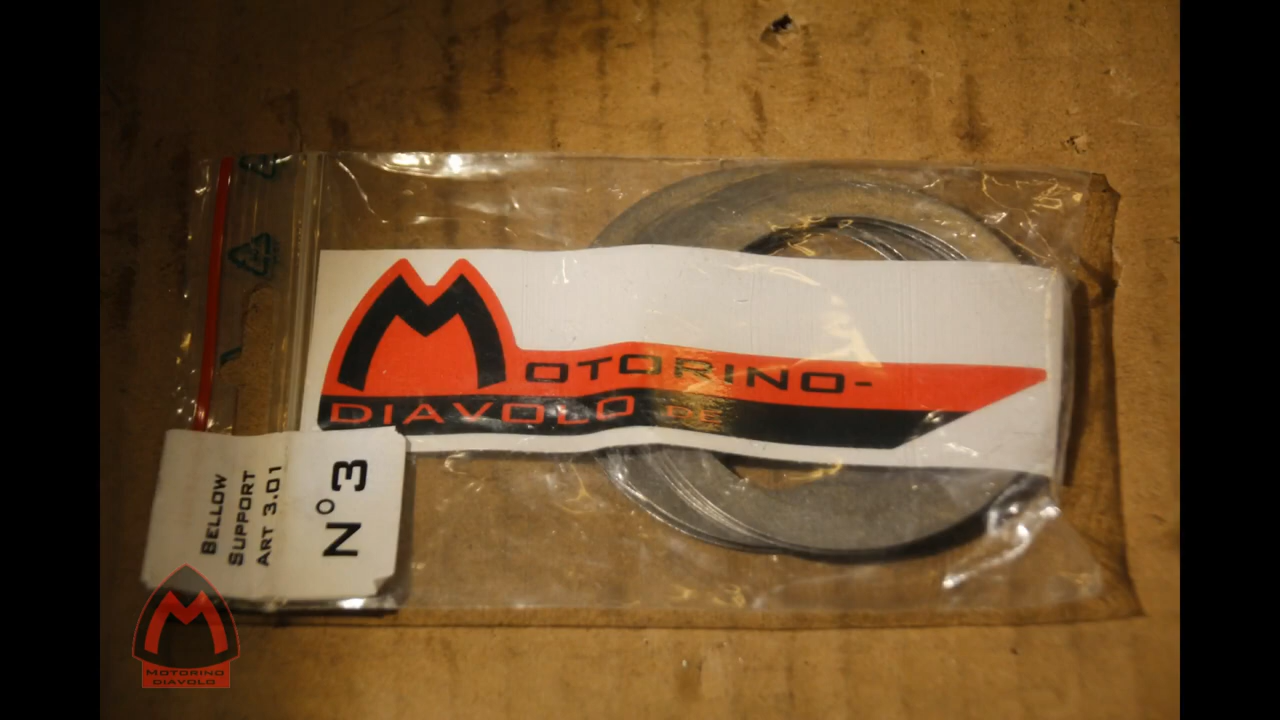 MOTORINO-
DIAVOLO DE
BELLOW
SUPPORT
ART 3.01
N°3
MOTORINO
DIAVOLO